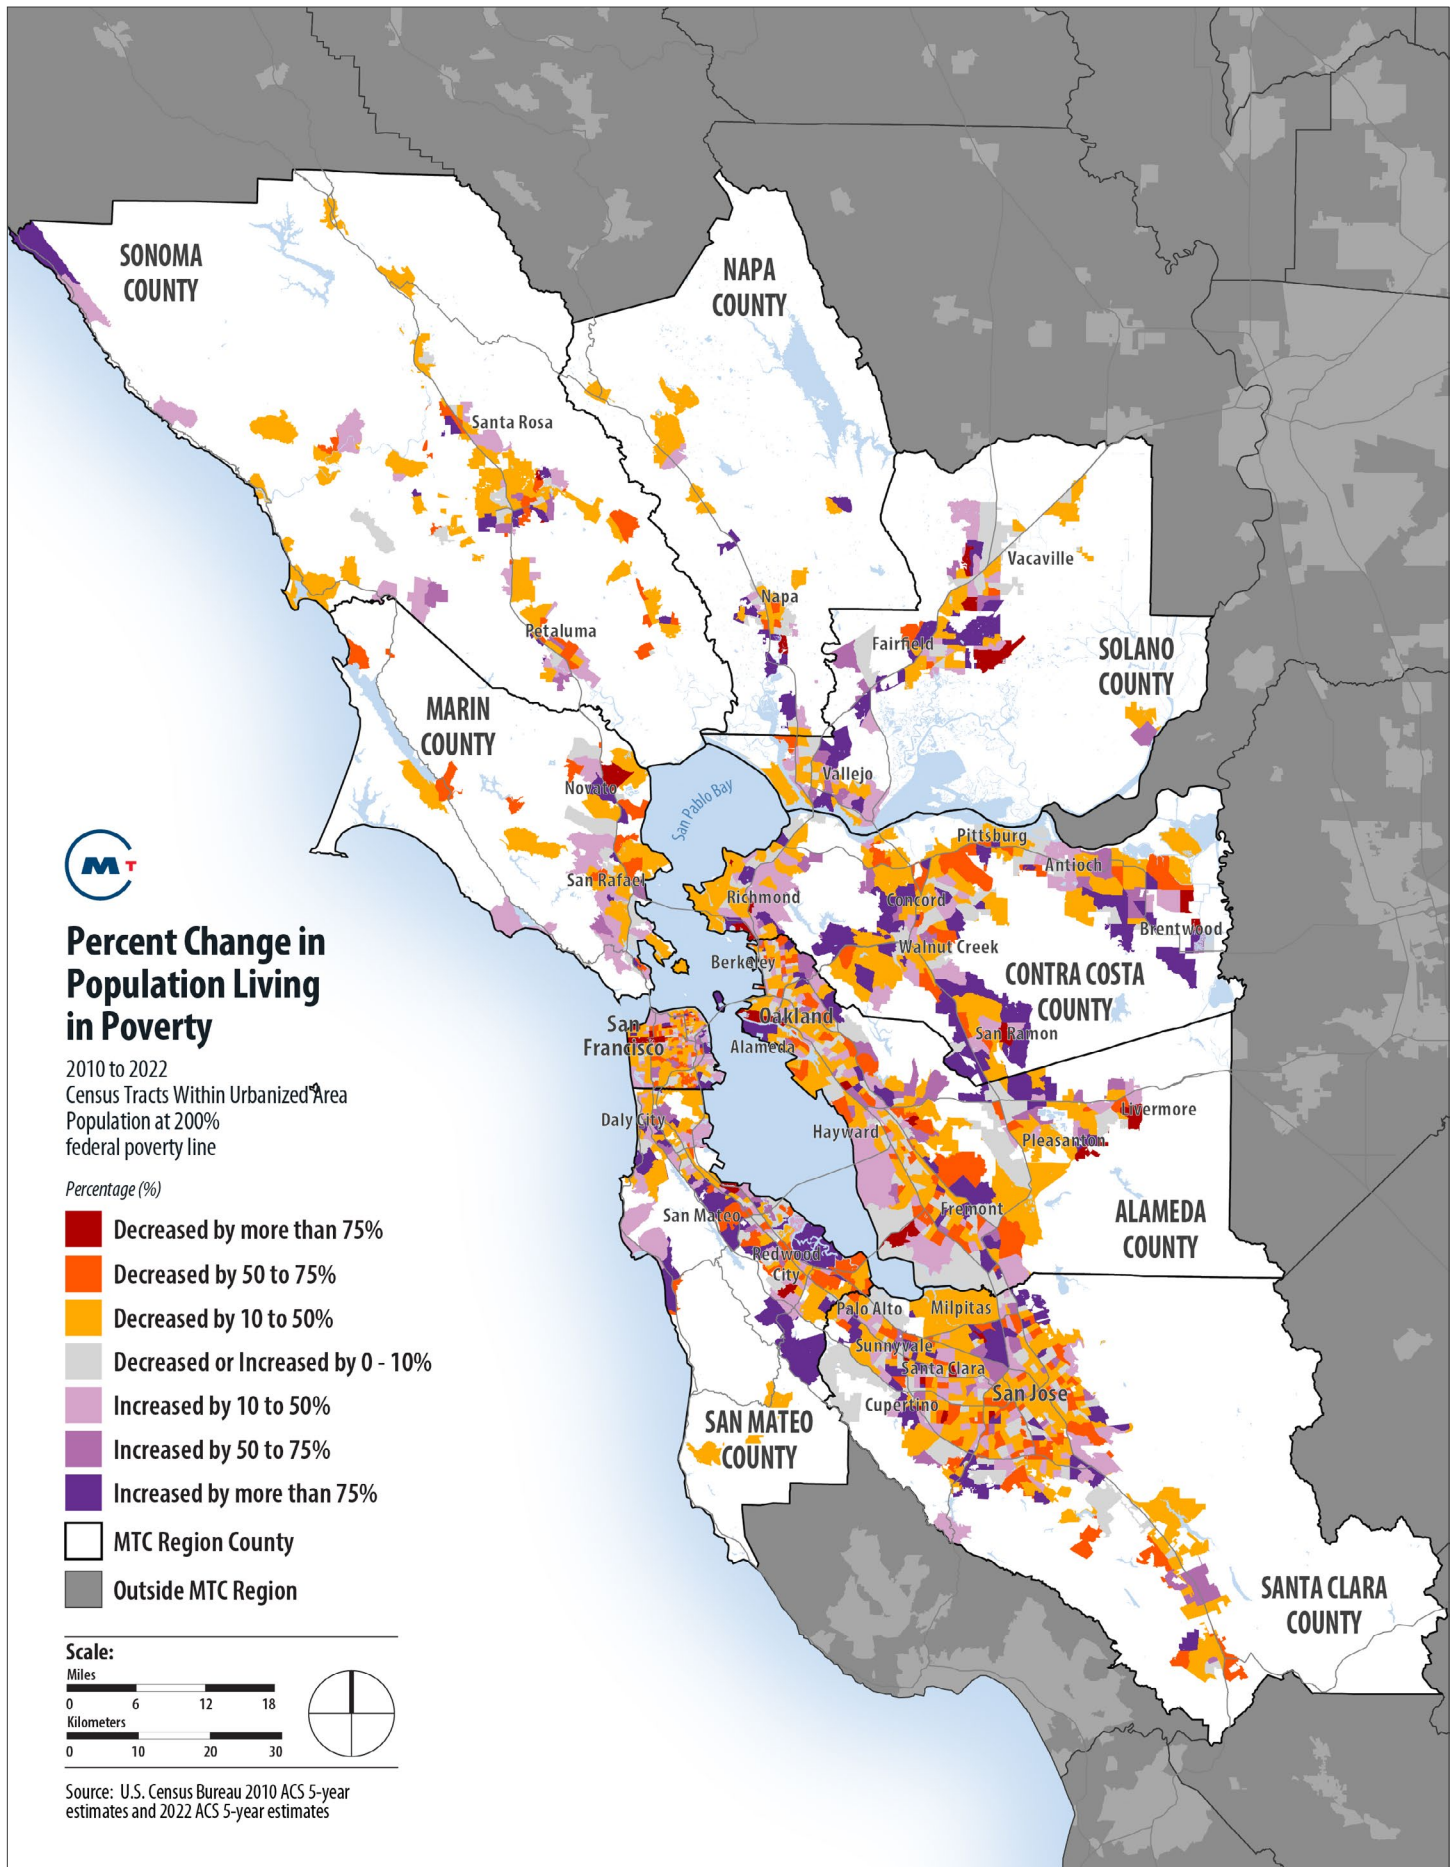 SONOMA
COUNTY
NAPA
COUNTY
Santa Rosa
Vacaville
Napa
Petaluma
Fairfield
SOLANO
COUNTY
MARIN
COUNTY
Vallejo
Novato
San Pablo Bay
Pittsburg
Antioch
San Rafael
Richmond
Concord
Brentwood
Walnut Creek
Berkeley
CONTRA COSTA
COUNTY
Oakland
San
Francisco
San Ramon
Alameda
Livermore
Daly City
Hayward
Pleasanton
San Mateo
Fremont
ALAMEDA
COUNTY
Redwood
City
Palo Alto
Milpitas
Sunnyvale
Santa Clara
San Jose
Cupertino
SAN MATEO
COUNTY
SANTA CLARA
COUNTY
M T
Percent Change in
Population Living
in Poverty
2010 to 2022
Census Tracts Within Urbanized Area
Population at 200%
federal poverty line
Percentage (%)
Decreased by more than 75%
Decreased by 50 to 75%
Decreased by 10 to 50%
Decreased or Increased by 0 - 10%
Increased by 10 to 50%
Increased by 50 to 75%
Increased by more than 75%
MTC Region County
Outside MTC Region
Scale:
Miles
0 6 12 18
Kilometers
0 10 20 30
Source: U.S. Census Bureau 2010 ACS 5-year
estimates and 2022 ACS 5-year estimates